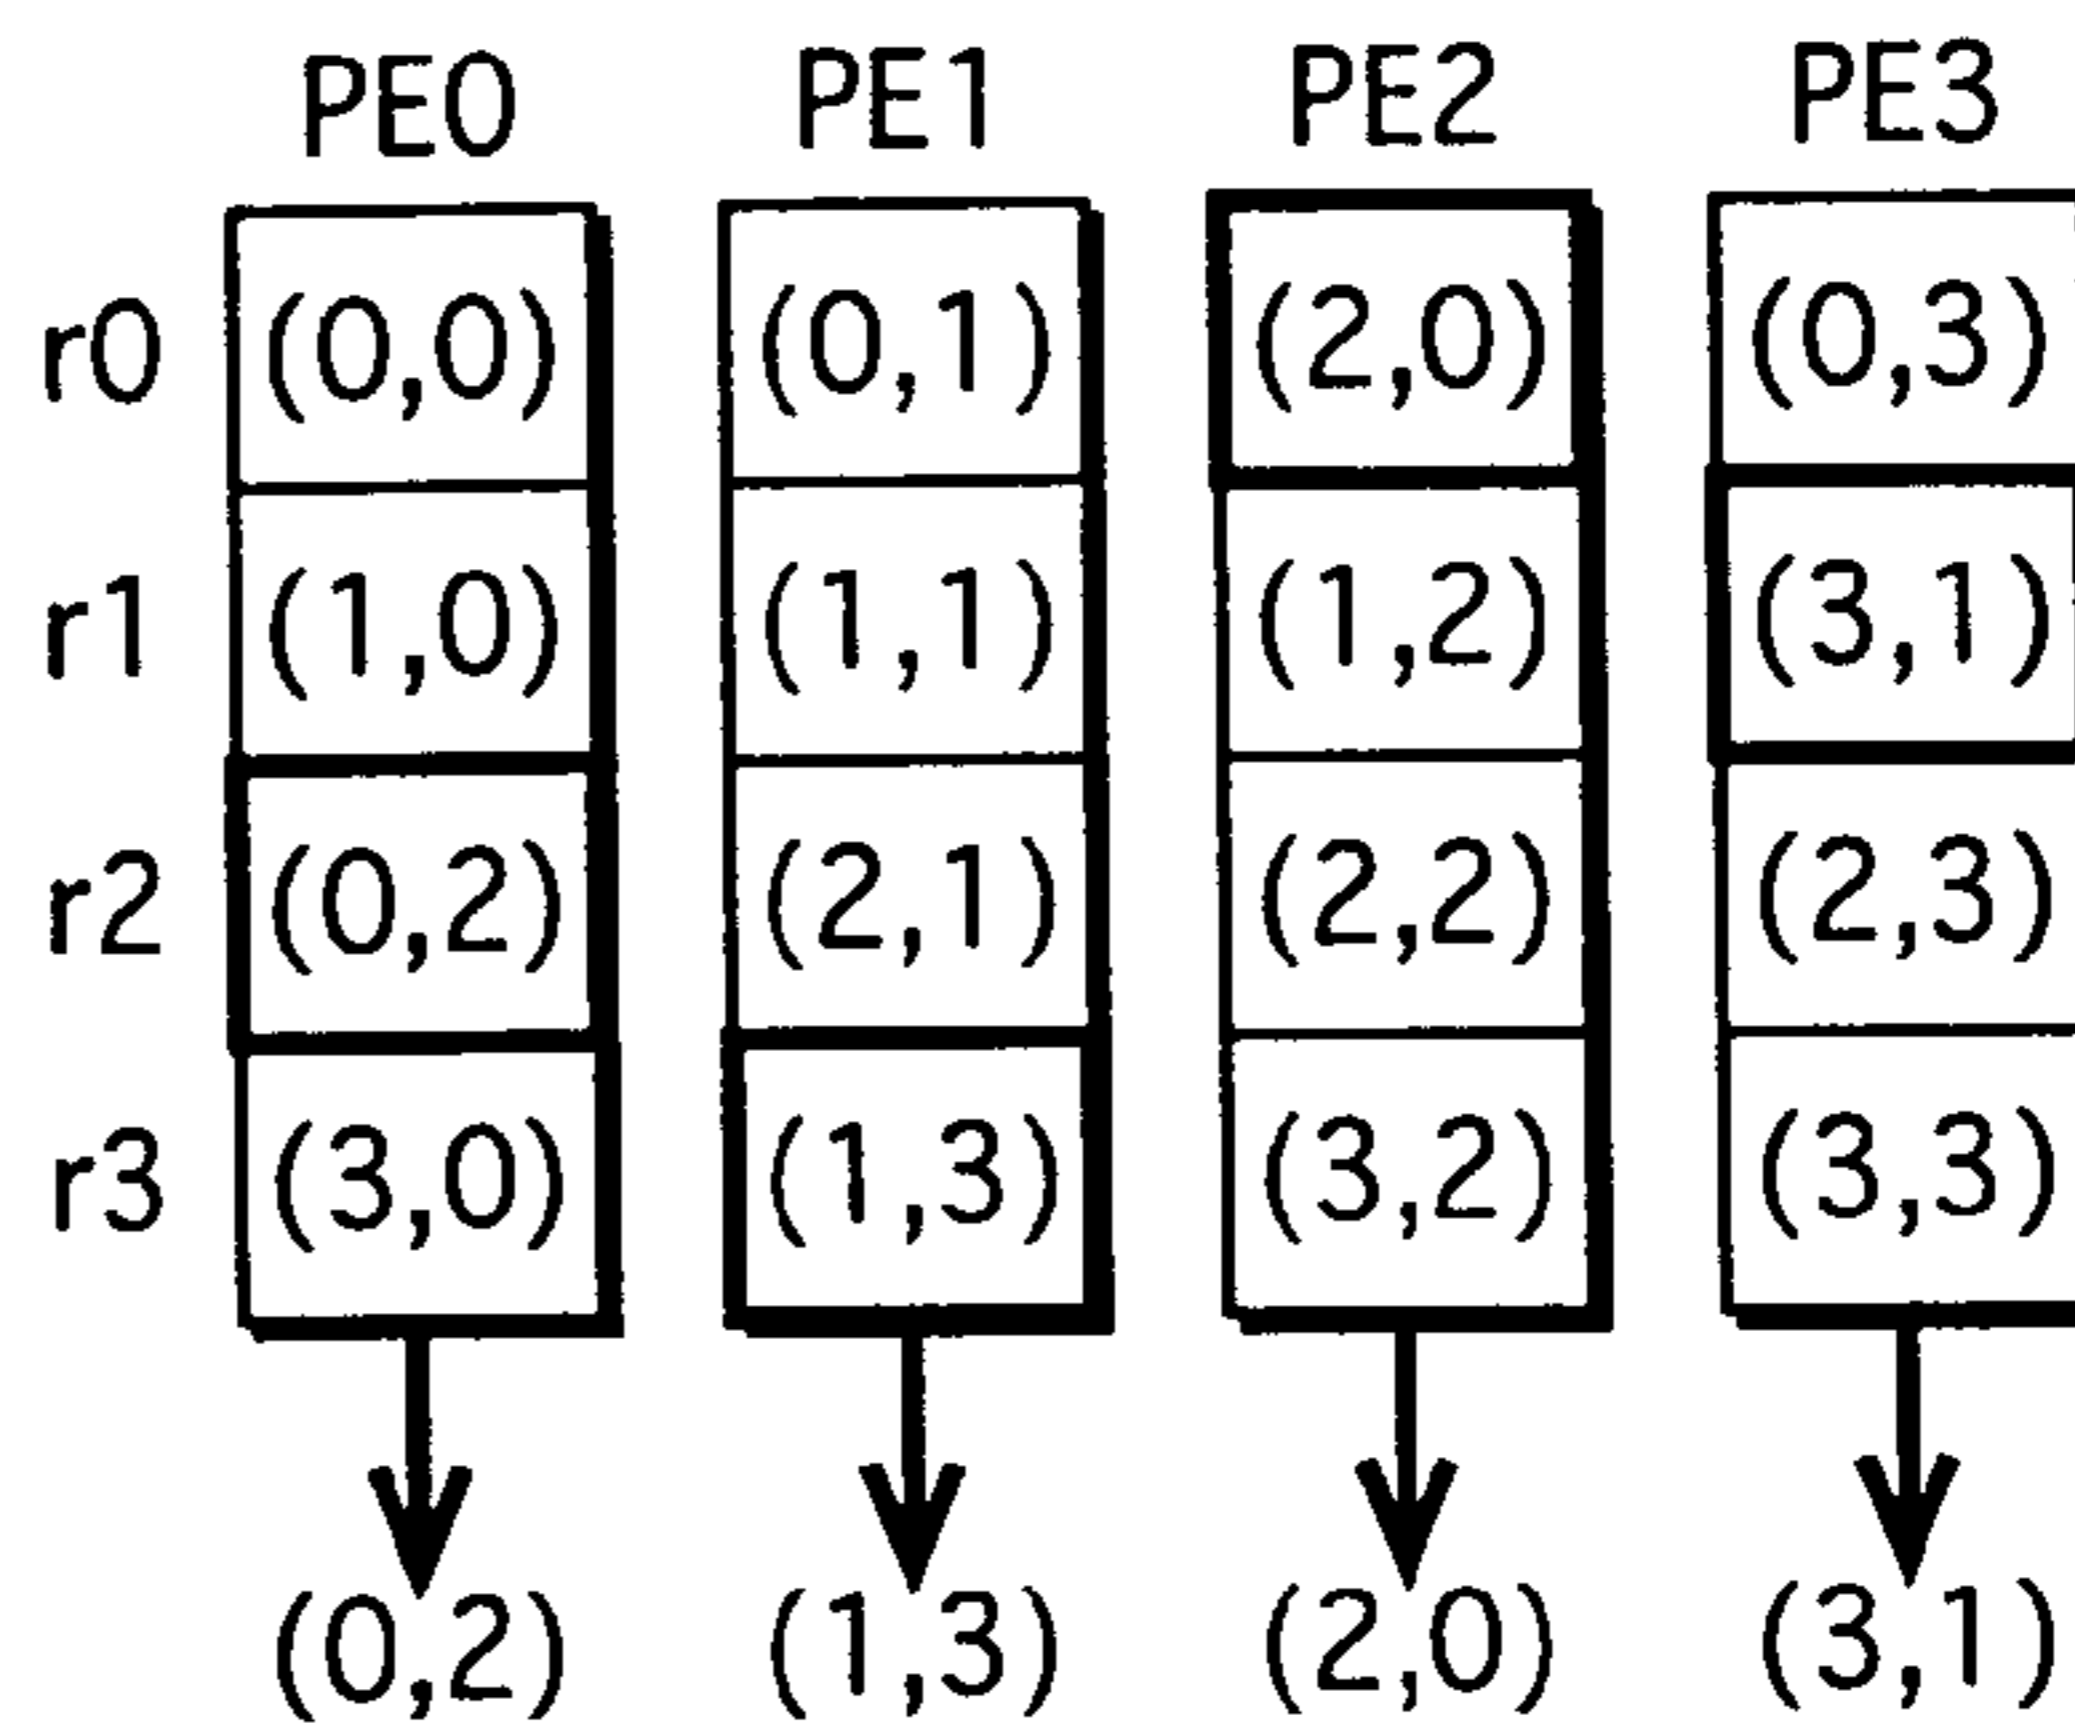 PE0 PE1 PE2 PE3
r0 (0,0) (0,1) (2,0) (0,3)
r1 (1,0) (1,1) (1,2) (3,1)
r2 (0,2) (2,1) (2,2) (2,3)
r3 (3,0) (1,3) (3,2) (3,3)
(0,2) (1,3) (2,0) (3,1)